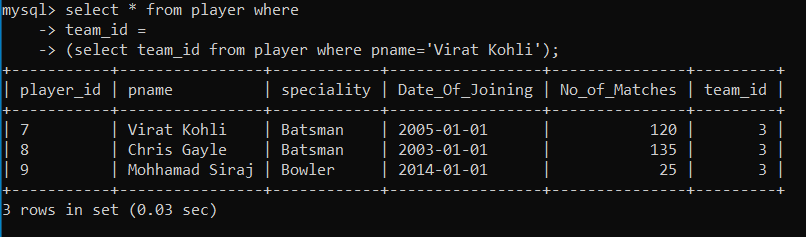 mysql> select * from player where
    -> team_id =
    -> (select team_id from player where pname='Virat Kohli');
+-----------+----------------+------------+-----------------+---------------+---------+
| player_id | pname          | speciality | Date_Of_Joining | No_of_Matches | team_id |
+-----------+----------------+------------+-----------------+---------------+---------+
| 7         | Virat Kohli    | Batsman    | 2005-01-01      |           120 |       3 |
| 8         | Chris Gayle    | Batsman    | 2003-01-01      |           135 |       3 |
| 9         | Mohhamad Siraj | Bowler     | 2014-01-01      |            25 |       3 |
+-----------+----------------+------------+-----------------+---------------+---------+
3 rows in set (0.03 sec)